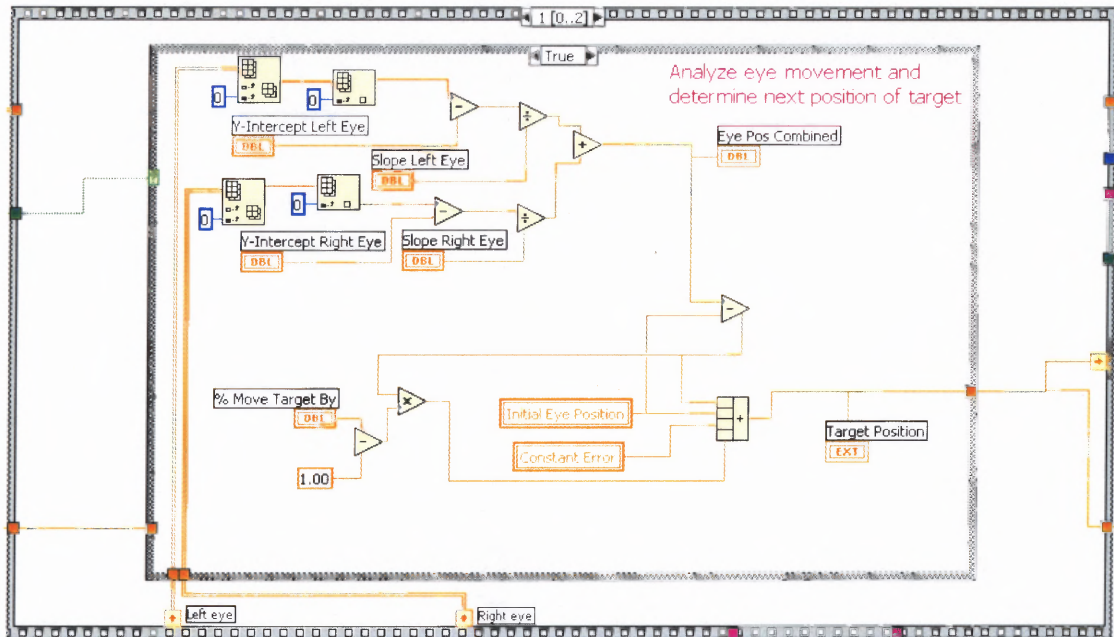 1 [0..2]
True
Analyze eye movement and
determine next position of target
0
0
Y-Intercept Left Eye
DBL
Slope Left Eye
DBL
Eye Pos Combined
DBL
0
0
Y-Intercept Right Eye
DBL
Slope Right Eye
DBL
% Move Target By
DBL
1.00
Initial Eye Position
Constant Error
Target Position
EXT
Left eye
Right eye